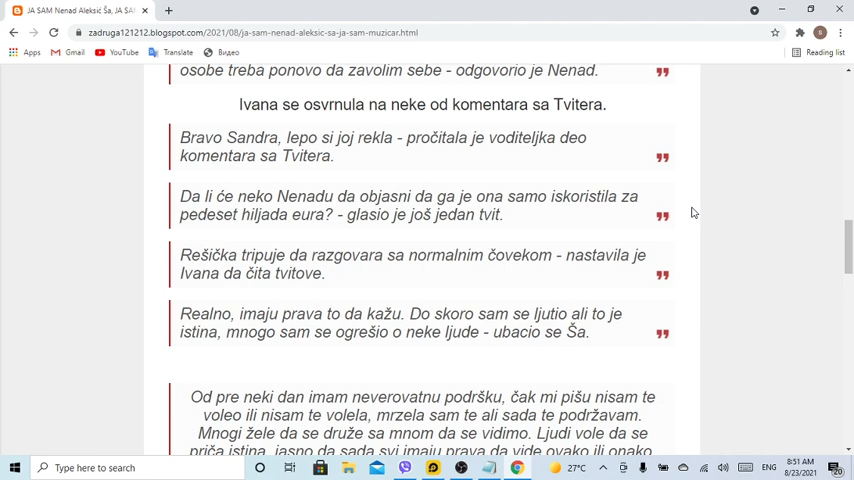 JA SAM Nenad Aleksić Ša, JA SAM
zadruga121212.blogspot.com/2021/08/ja-sam-nenad-aleksic-sa-ja-sam-muzicar.html
Apps Gmail YouTube Translate Видео Reading list
osobe treba ponovo da zavolim sebe - odgovorio je Nenad.
Ivana se osvrnula na neke od komentara sa Tvitera.
Bravo Sandra, lepo si joj rekla - pročitala je voditeljka deo
komentara sa Tvitera.
Da li će neko Nenadu da objasni da ga je ona samo iskoristila za
pedeset hiljada eura? - glasio je još jedan tvit.
Rešička tripuje da razgovara sa normalnim čovekom - nastavila je
Ivana da čita tvitove.
Realno, imaju prava to da kažu. Do skoro sam se ljutio ali to je
istina, mnogo sam se ogrešio o neke ljude - ubacio se Ša.
Od pre neki dan imam neverovatnu podršku, čak mi pišu nisam te
voleo ili nisam te volela, mrzela sam te ali sada te podržavam.
Mnogi žele da se druže sa mnom da se vidimo. Ljudi vole da se
priča istina, jasno da sada svi imaju prava da vide ovako ili onako
Type here to search
27°C
ENG
8:51 AM
8/23/2021
20